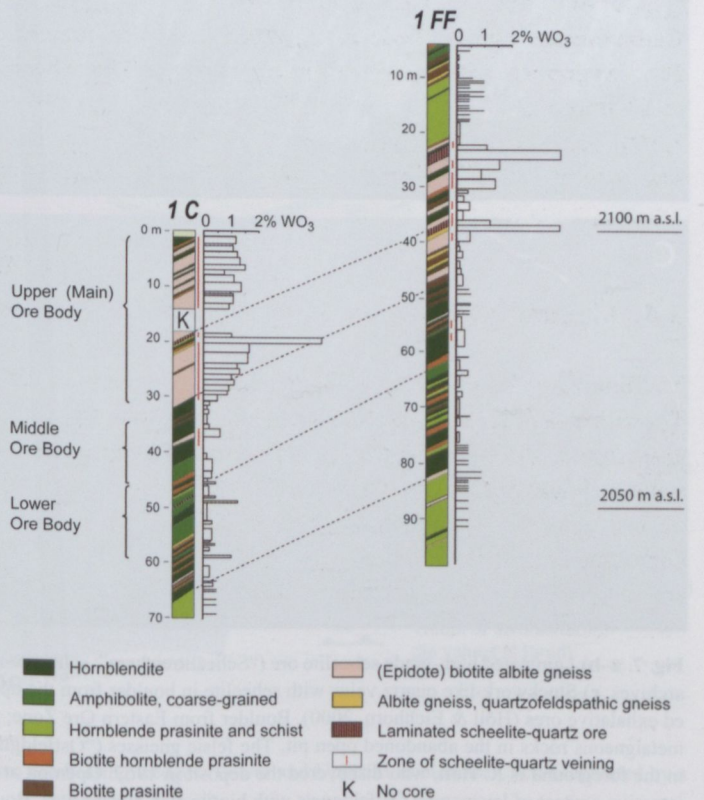 1 FF
0 1 2% WO3
10 m
20
30
40
50
60
70
80
90
2100 m a.s.l.
2050 m a.s.l.
1 C
0 1 2% WO3
0 m
10
K
20
30
40
50
60
70
Upper (Main)
Ore Body
Middle
Ore Body
Lower
Ore Body
Hornblendite
Amphibolite, coarse-grained
Hornblende prasinite and schist
Biotite hornblende prasinite
Biotite prasinite
(Epidote) biotite albite gneiss
Albite gneiss, quartzofeldspathic gneiss
Laminated scheelite-quartz ore
Zone of scheelite-quartz veining
K No core